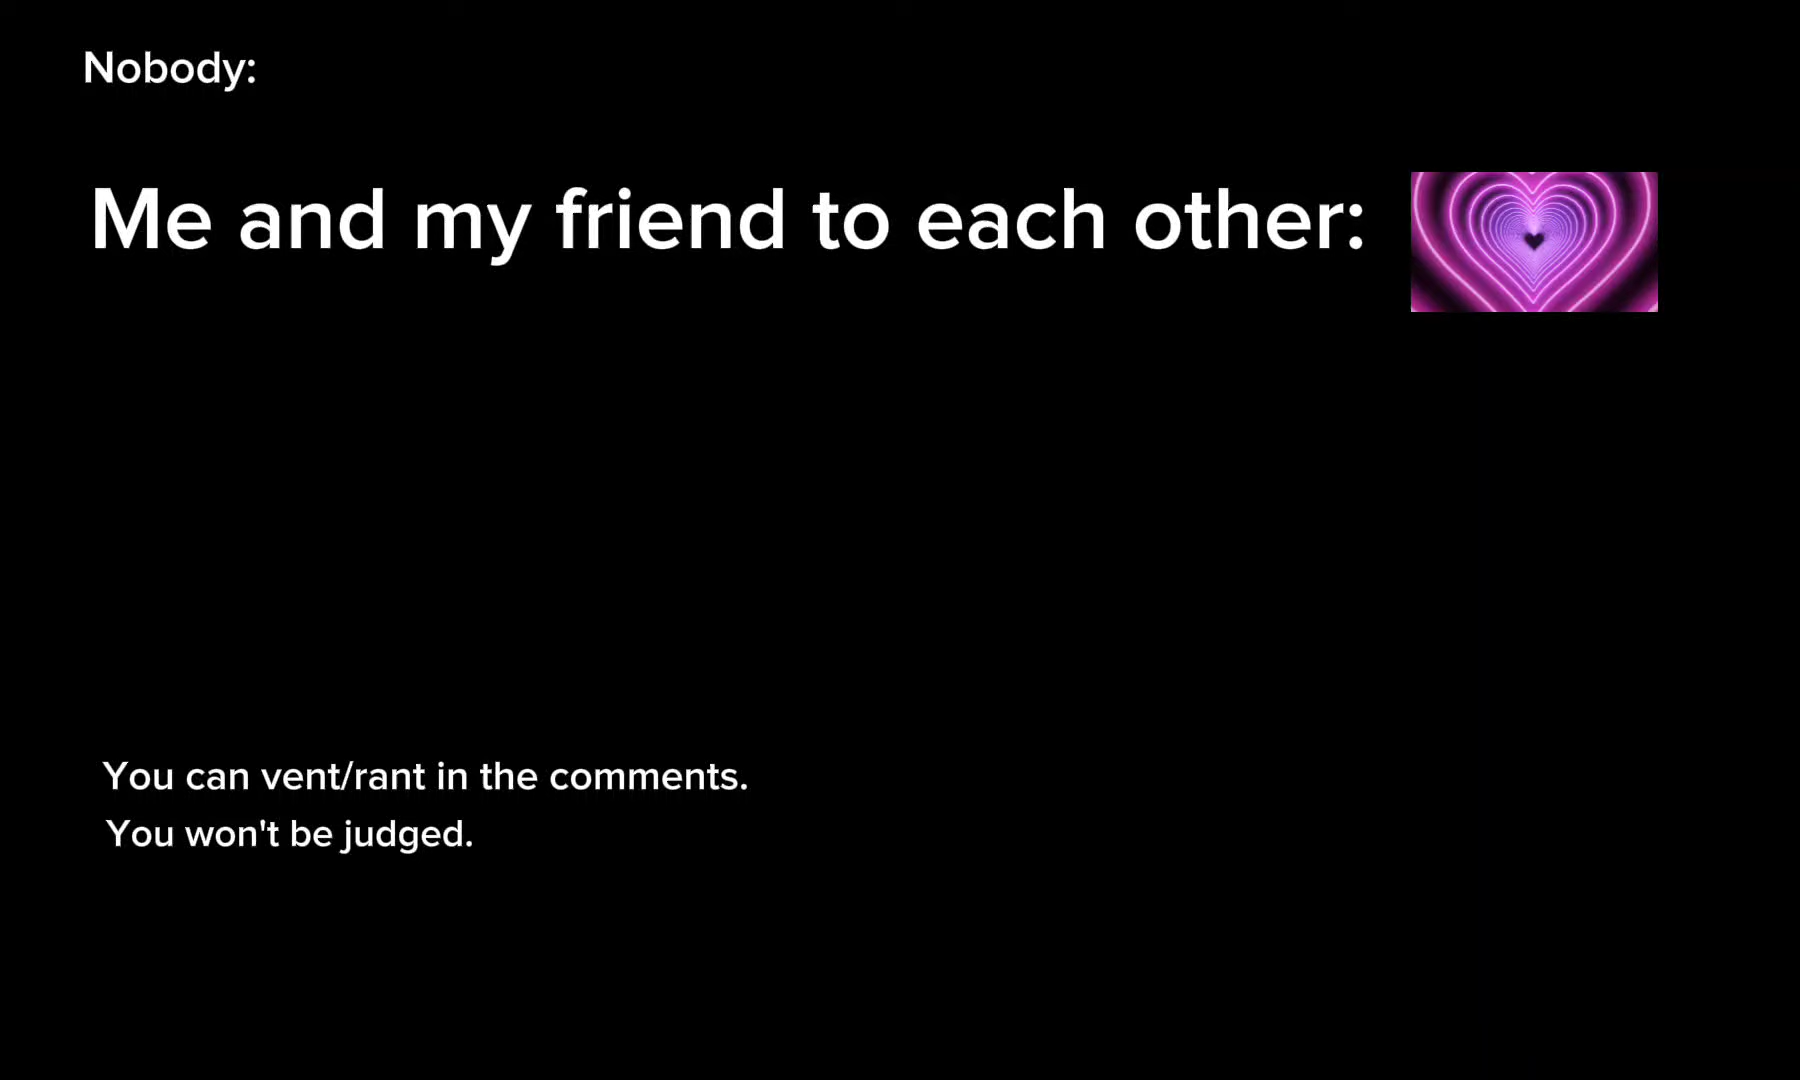 Nobody:
Me and my friend to each other:
You can vent/rant in the comments.
You won't be judged.